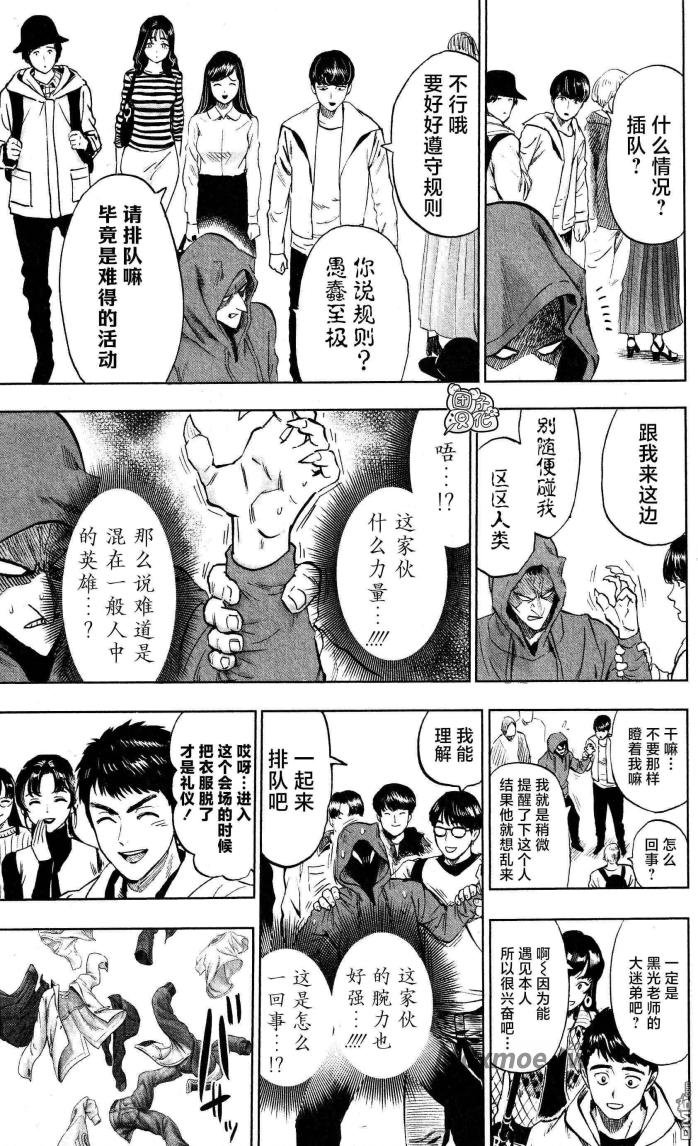 什么情况？
插队？
不行哦
要好好遵守规则
你说规则？
愚蠢至极
请排队嘛
毕竟是难得的活动
跟我来这边
别随便碰我
区区人类
唔…!?
这家伙
什么力量…!!!!
那么说难道是
混在一般人中
的英雄…？
干嘛…
不要那样
瞪着我嘛
我就是稍微
提醒了下这个人
结果他就想乱来
怎么
回事？
一定是
黑光老师的
大迷弟吧？
啊～因为能
遇见本人
所以很兴奋吧…
我能
理解
一起来
排队吧
这家伙
的腕力也
好强…!!!!
这是怎么
一回事…!?
哎呀…进入
这个会场的时候
把衣服脱了
才是礼仪！